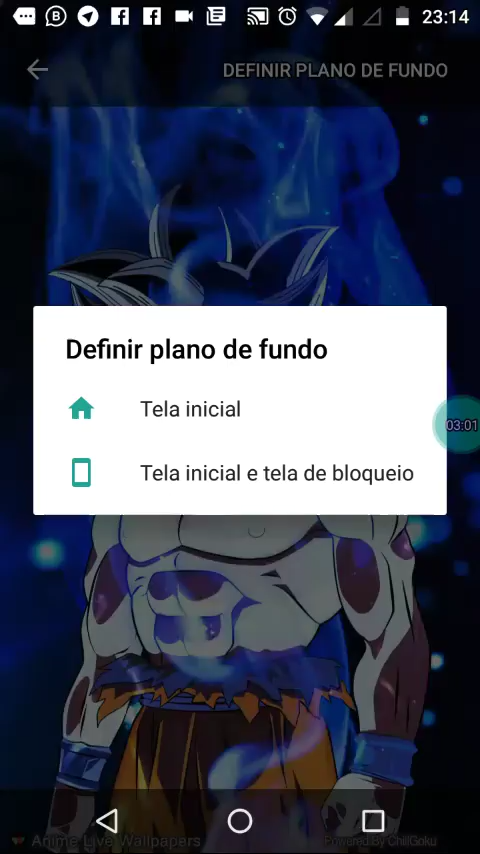 23:14
DEFINIR PLANO DE FUNDO
Definir plano de fundo
Tela inicial
03:01
Tela inicial e tela de bloqueio
Anime Live Wallpapers
Powered By ChillGoku